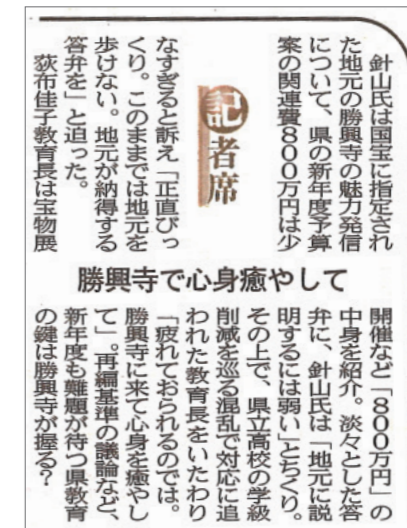 記者席
勝興寺で心身癒やして
針山氏は国宝に指定され
た地元の勝興寺の魅力発信
について、県の新年度予算
案の関連費800万円は少
なすぎると訴え「正直びっ
くり。このままでは地元を
歩けない。地元が納得する
答弁を」と迫った。
荻布佳子教育長は宝物展
開催など「800万円」の
中身を紹介。淡々とした答
弁に、針山氏は「地元に説
明するには弱い」とちくり。
その上で、県立高校の学級
削減を巡る混乱で対応に追
われた教育長をいたわり
「疲れておられるのでは。
勝興寺に来て心身を癒やし
て」。再編基準の議論など、
新年度も難題が待つ県教育
の鍵は勝興寺が握る?